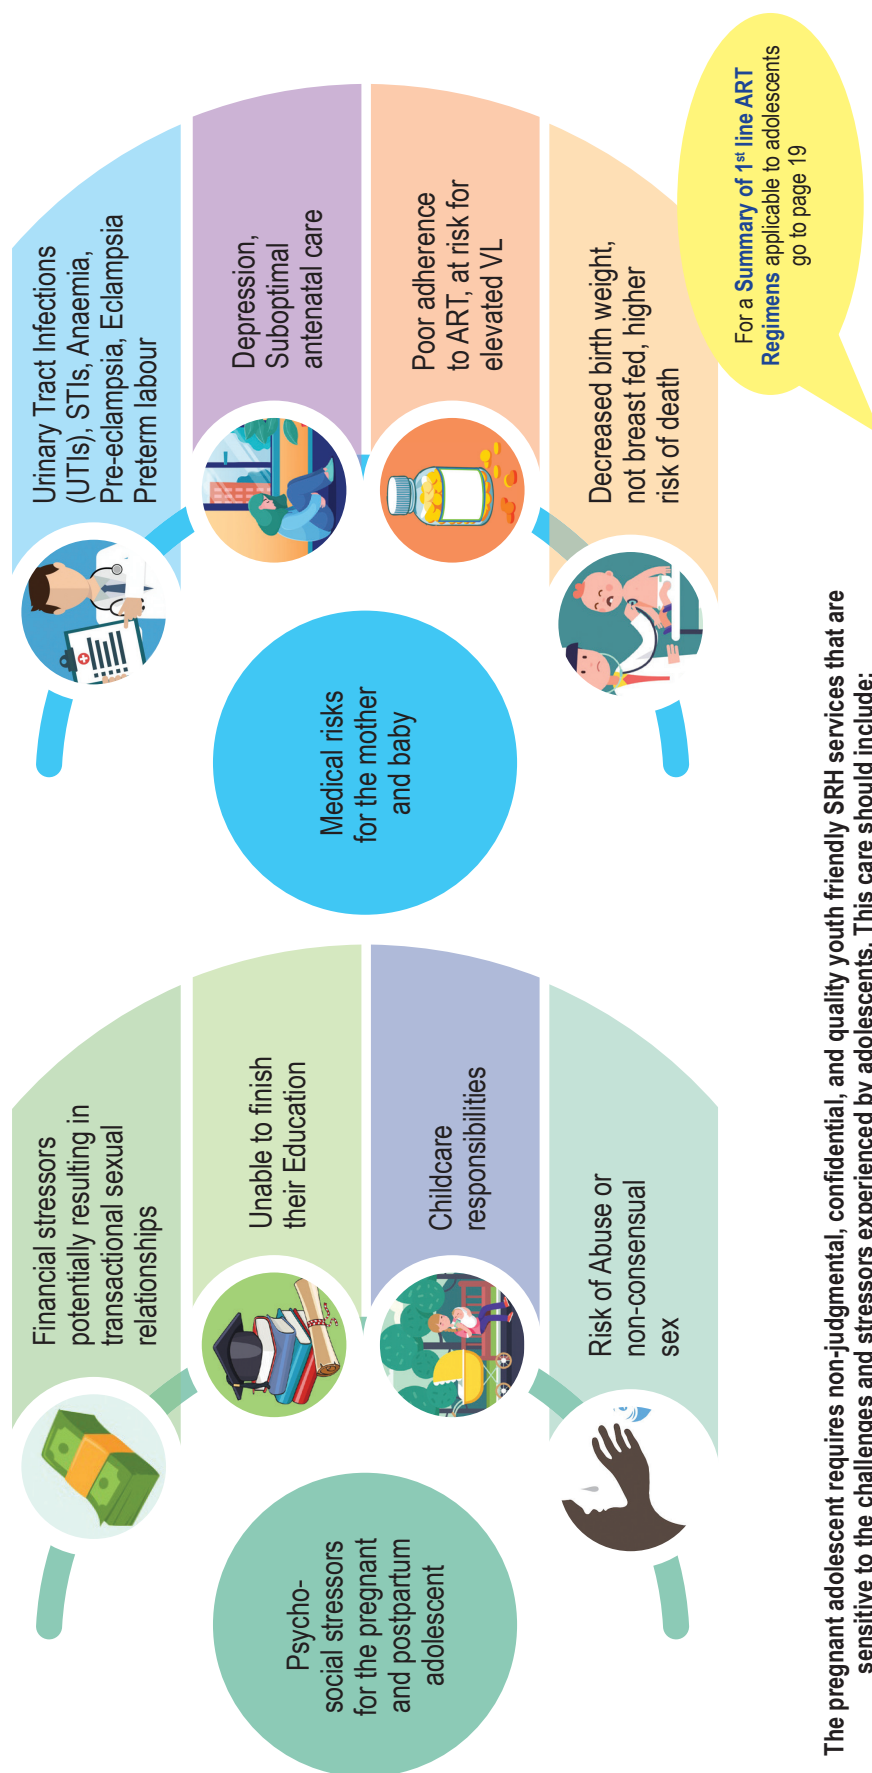 Psycho-
social stressors
for the pregnant
and postpartum
adolescent
Financial stressors
potentially resulting in
transactional sexual
relationships
Unable to finish
their Education
Childcare
responsibilities
Risk of Abuse or
non-consensual
sex
Medical risks
for the mother
and baby
Urinary Tract Infections
(UTIs), STIs, Anaemia,
Pre-eclampsia, Eclampsia
Preterm labour
Depression,
Suboptimal
antenatal care
Poor adherence
to ART, at risk for
elevated VL
Decreased birth weight,
not breast fed, higher
risk of death
For a Summary of 1st line ART
Regimens applicable to adolescents
go to page 19
The pregnant adolescent requires non-judgmental, confidential, and quality youth friendly SRH services that are
sensitive to the challenges and stressors experienced by adolescents. This care should include: